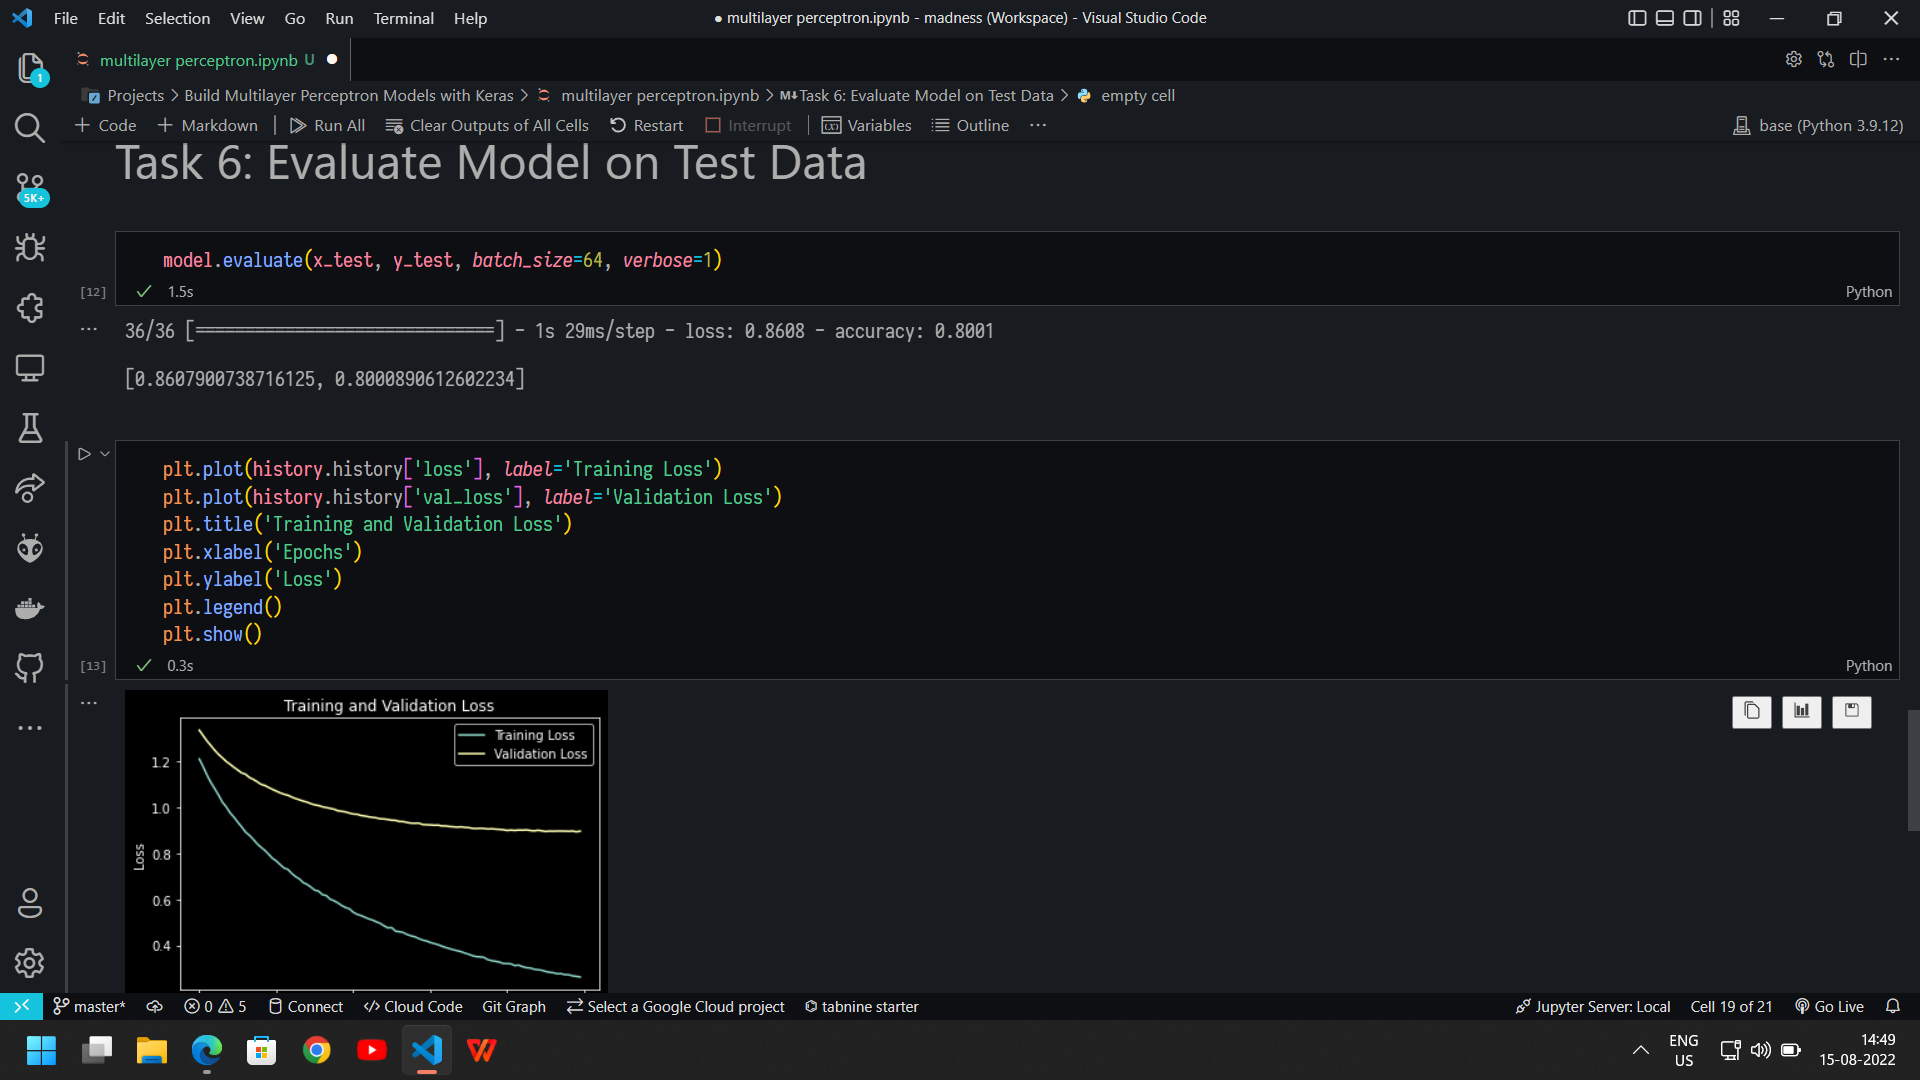 File Edit Selection View Go Run Terminal Help
● multilayer perceptron.ipynb - madness (Workspace) - Visual Studio Code
multilayer perceptron.ipynb U ●
Projects > Build Multilayer Perceptron Models with Keras > multilayer perceptron.ipynb > M↓Task 6: Evaluate Model on Test Data > empty cell
+ Code + Markdown | Run All Clear Outputs of All Cells Restart Interrupt | Variables Outline ···
base (Python 3.9.12)
1
5K+
Task 6: Evaluate Model on Test Data
model.evaluate(x_test, y_test, batch_size=64, verbose=1)
[12] ✓ 1.5s Python
36/36 [==============================] - 1s 29ms/step - loss: 0.8608 - accuracy: 0.8001
[0.8607900738716125, 0.8000890612602234]
plt.plot(history.history['loss'], label='Training Loss')
plt.plot(history.history['val_loss'], label='Validation Loss')
plt.title('Training and Validation Loss')
plt.xlabel('Epochs')
plt.ylabel('Loss')
plt.legend()
plt.show()
[13] ✓ 0.3s Python
Training and Validation Loss
Training Loss
Validation Loss
1.2
1.0
0.8
0.6
0.4
Loss
master* 0 5 Connect Cloud Code Git Graph Select a Google Cloud project tabnine starter
Jupyter Server: Local Cell 19 of 21 Go Live
ENG
US
14:49
15-08-2022